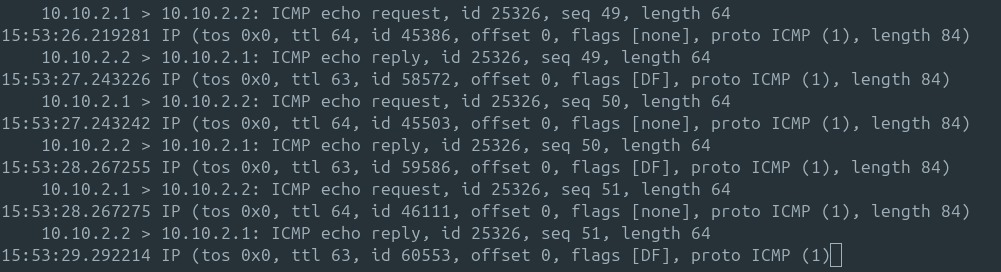 10.10.2.1 > 10.10.2.2: ICMP echo request, id 25326, seq 49, length 64
15:53:26.219281 IP (tos 0x0, ttl 64, id 45386, offset 0, flags [none], proto ICMP (1), length 84)
10.10.2.2 > 10.10.2.1: ICMP echo reply, id 25326, seq 49, length 64
15:53:27.243226 IP (tos 0x0, ttl 63, id 58572, offset 0, flags [DF], proto ICMP (1), length 84)
10.10.2.1 > 10.10.2.2: ICMP echo request, id 25326, seq 50, length 64
15:53:27.243242 IP (tos 0x0, ttl 64, id 45503, offset 0, flags [none], proto ICMP (1), length 84)
10.10.2.2 > 10.10.2.1: ICMP echo reply, id 25326, seq 50, length 64
15:53:28.267255 IP (tos 0x0, ttl 63, id 59586, offset 0, flags [DF], proto ICMP (1), length 84)
10.10.2.1 > 10.10.2.2: ICMP echo request, id 25326, seq 51, length 64
15:53:28.267275 IP (tos 0x0, ttl 64, id 46111, offset 0, flags [none], proto ICMP (1), length 84)
10.10.2.2 > 10.10.2.1: ICMP echo reply, id 25326, seq 51, length 64
15:53:29.292214 IP (tos 0x0, ttl 63, id 60553, offset 0, flags [DF], proto ICMP (1)